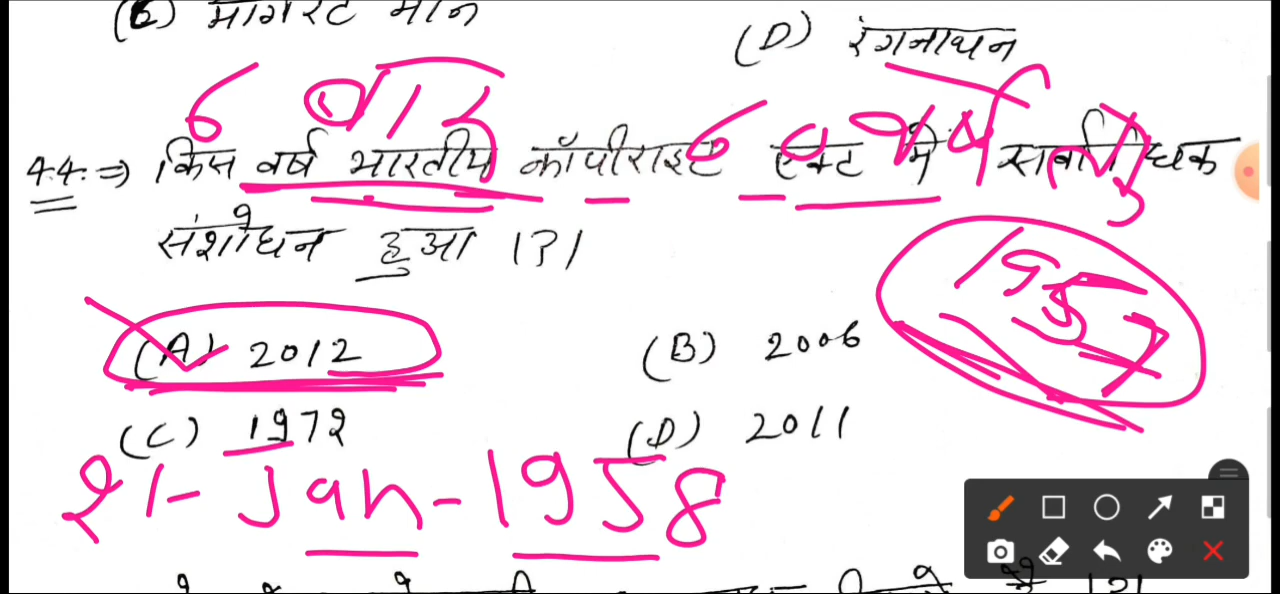 (C) मार्गरेट मान
(D) रंगनाथन
6 बार
44.⇒ किस वर्ष भारतीय कॉपीराइट एक्ट में सर्वाधिक
संशोधन हुआ।?।
1957
(A) 2012
(B) 2006
(C) 1972
(D) 2011
21-Jan-1958